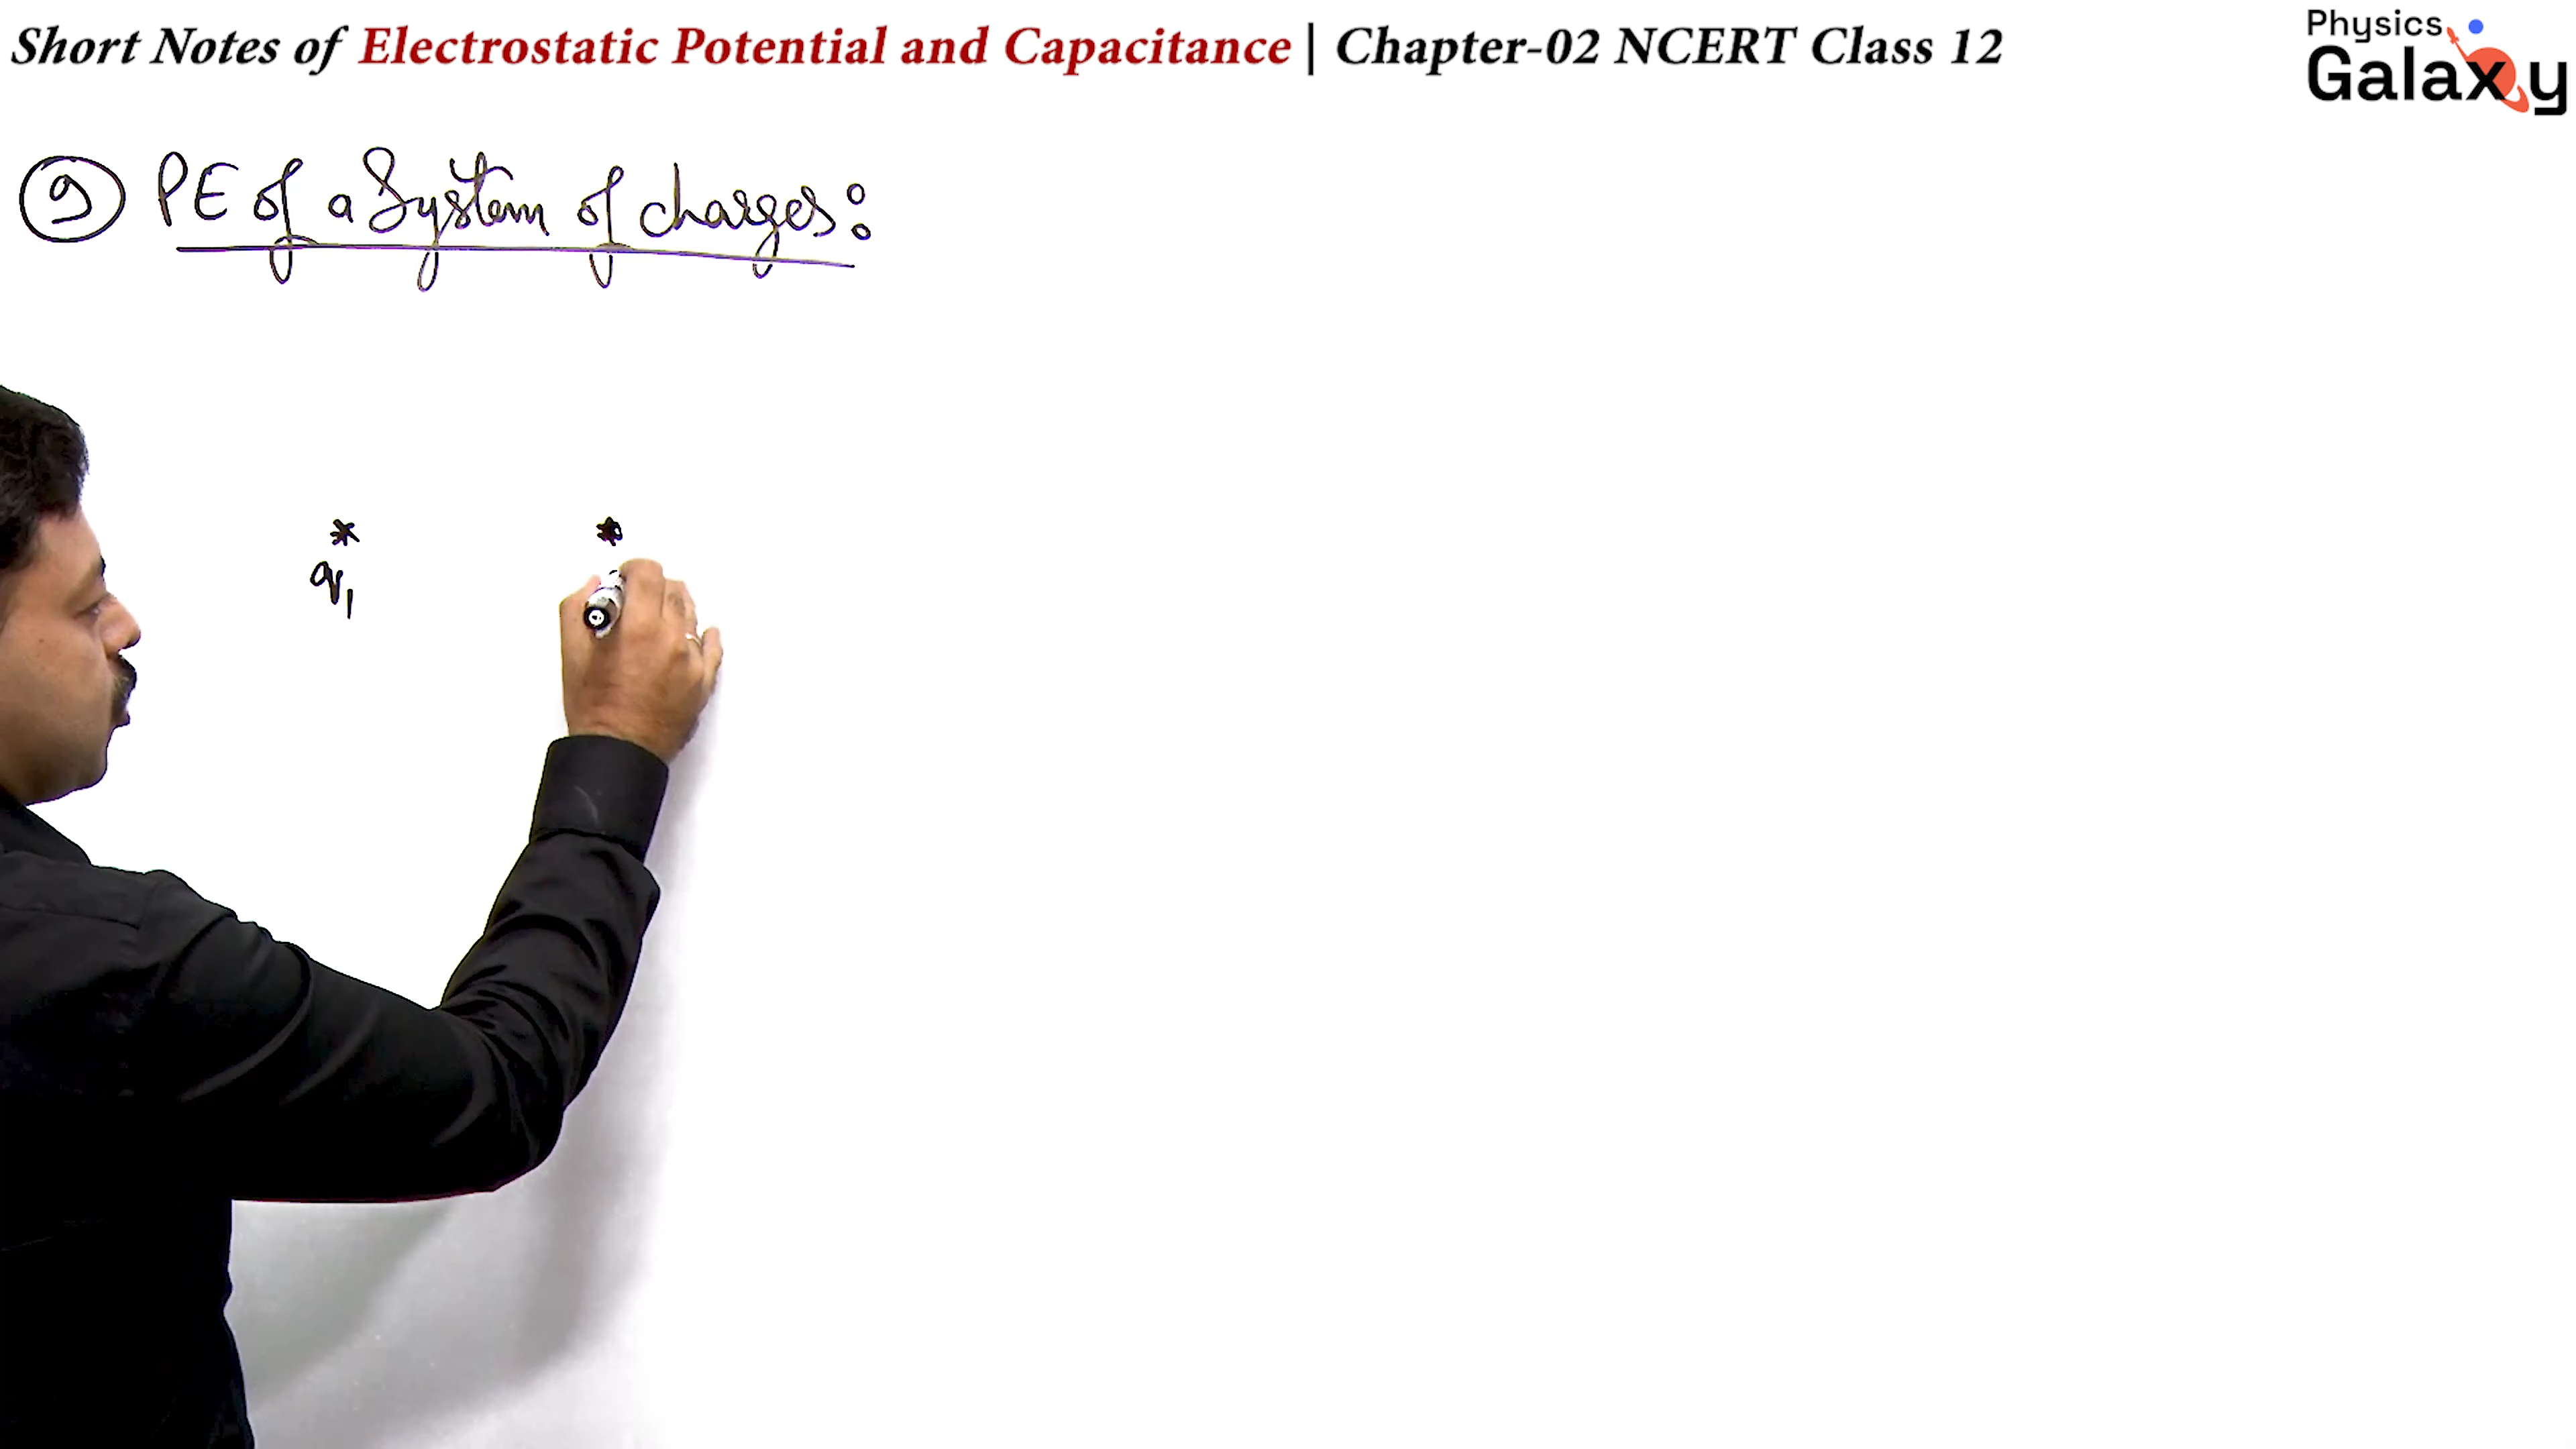 Short Notes of Electrostatic Potential and Capacitance | Chapter-02 NCERT Class 12
Physics
Galaxy
9 PE of a System of charges:
q1